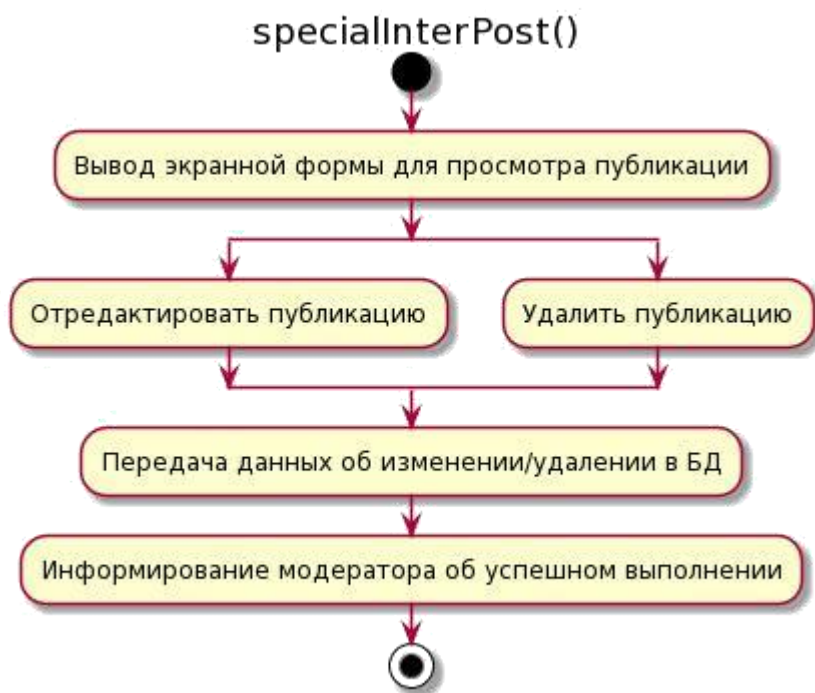 specialInterPost()
Вывод экранной формы для просмотра публикации
Отредактировать публикацию
Удалить публикацию
Передача данных об изменении/удалении в БД
Информирование модератора об успешном выполнении